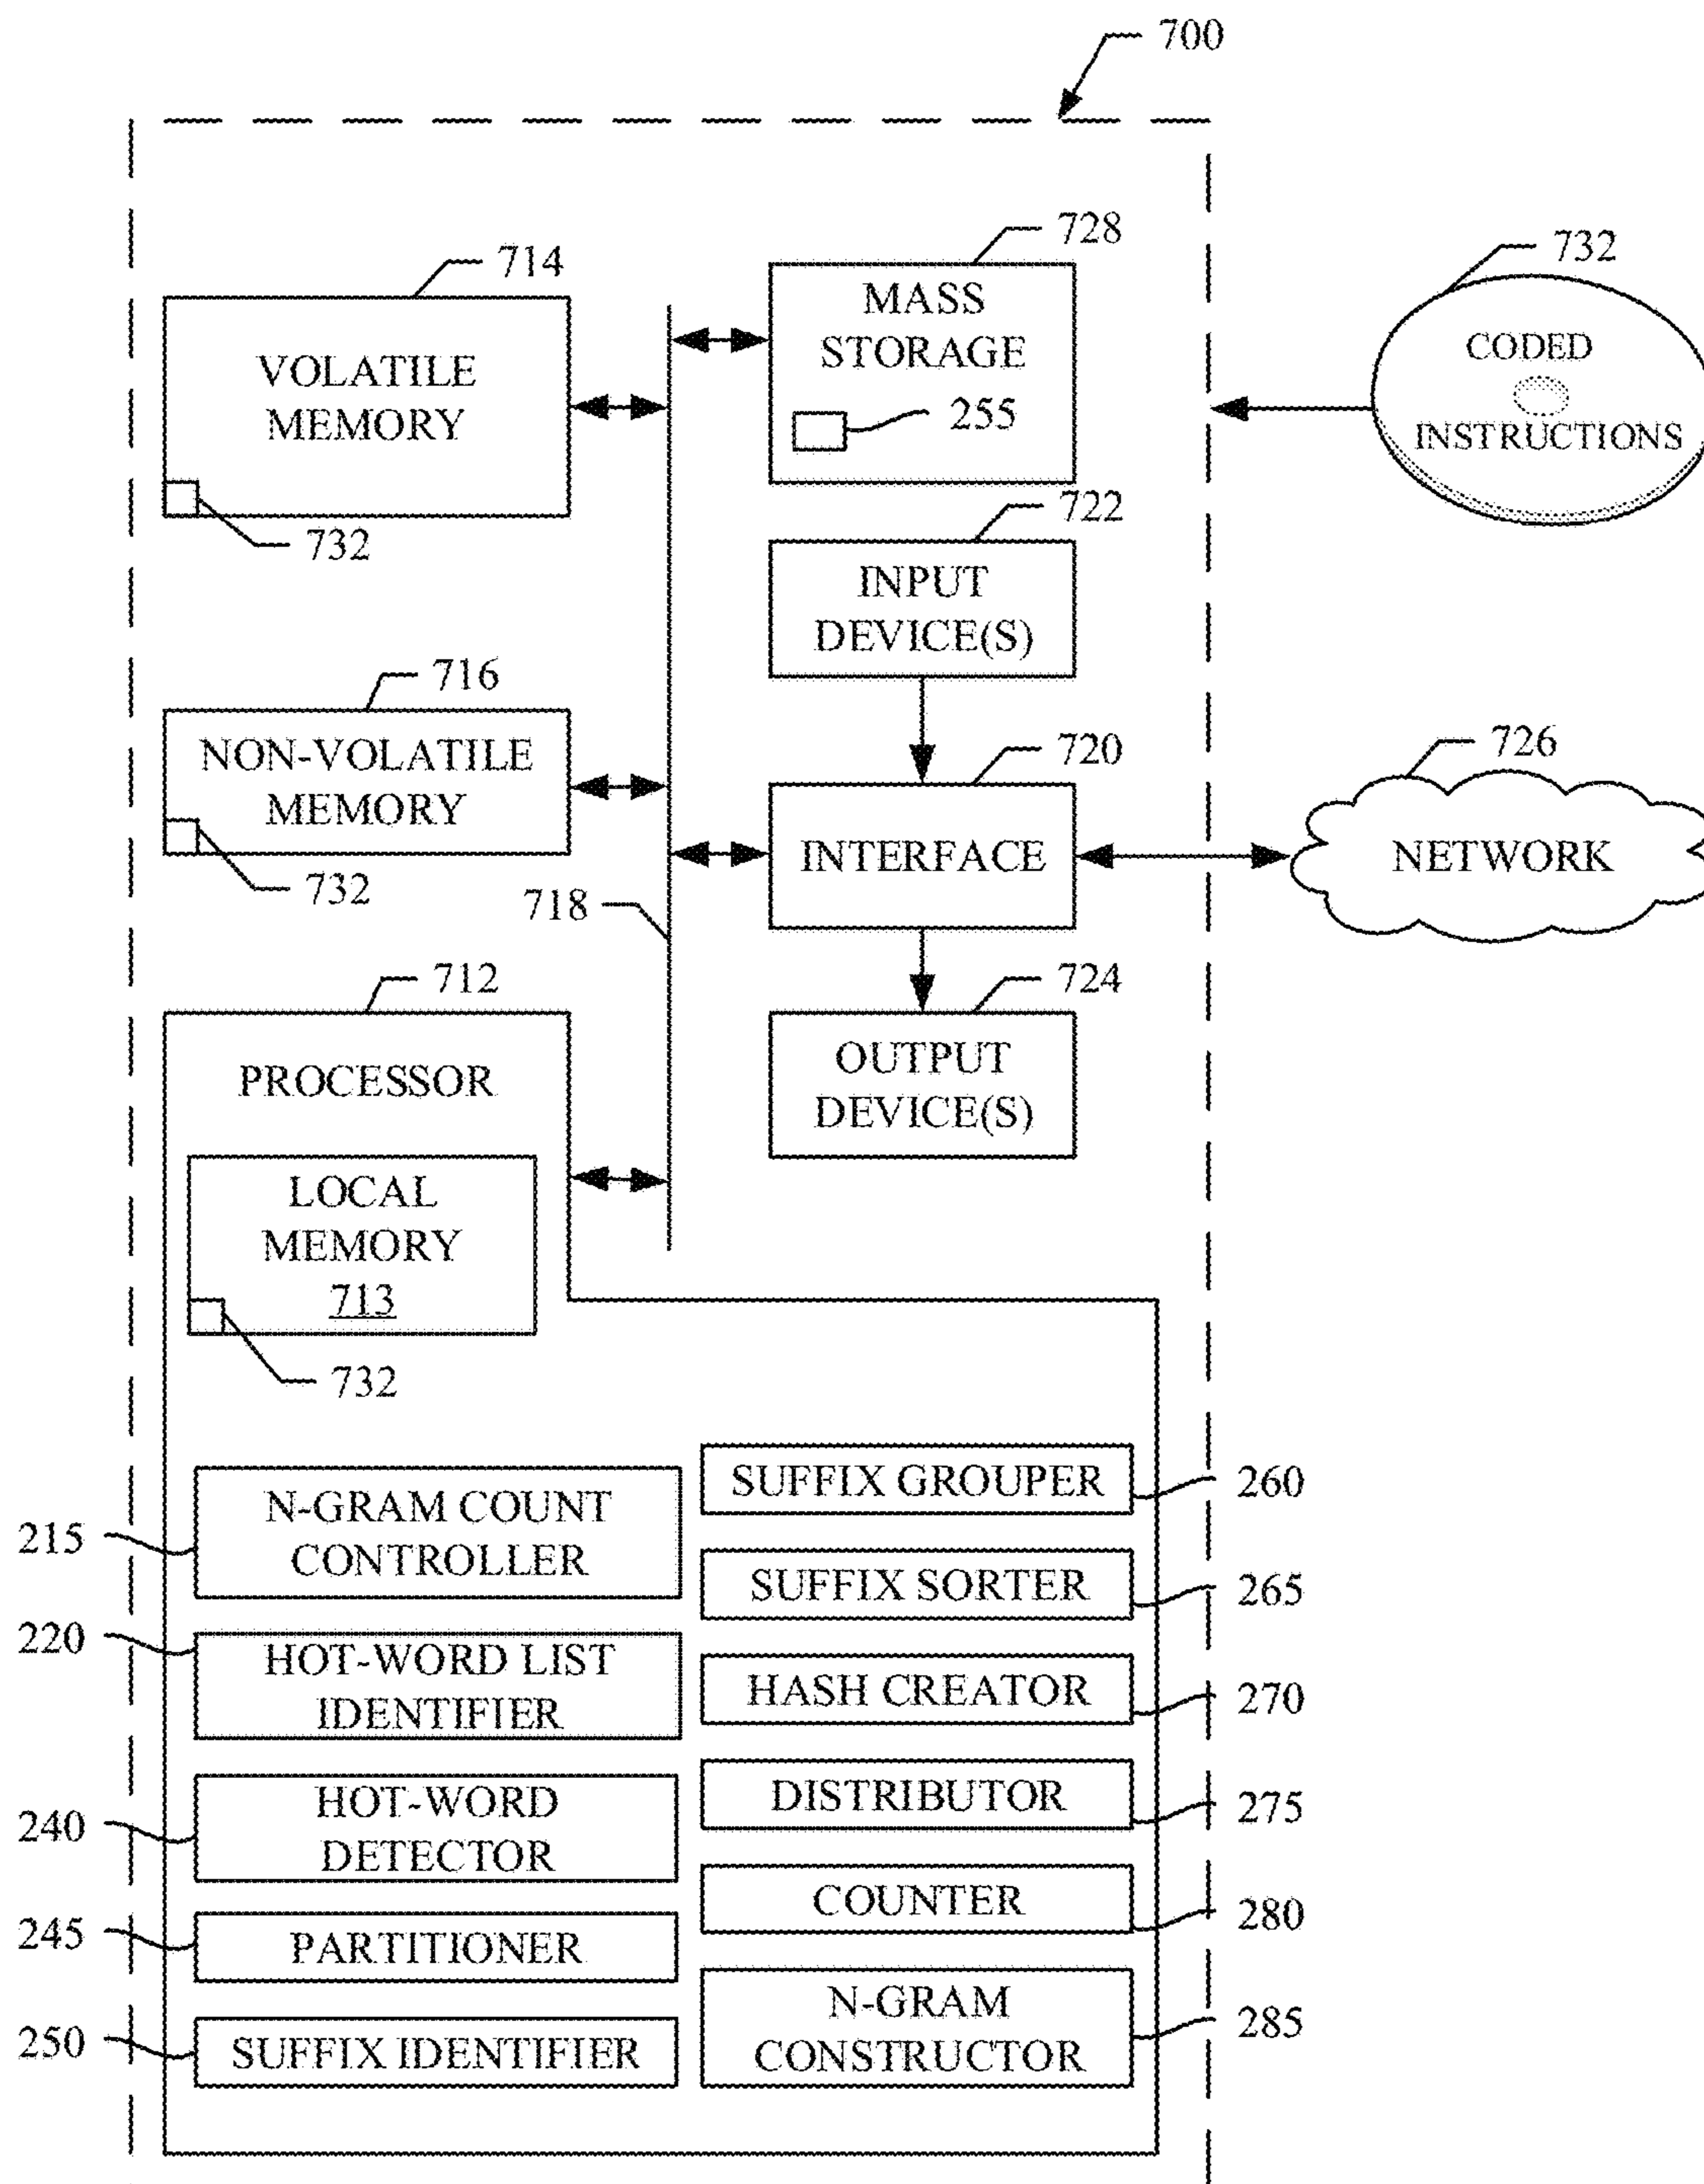 700
728
732
714
MASS
STORAGE
255
VOLATILE
MEMORY
732
CODED
INSTRUCTIONS
722
INPUT
DEVICE(S)
716
NON-VOLATILE
MEMORY
732
720
INTERFACE
726
NETWORK
718
712
724
OUTPUT
DEVICE(S)
PROCESSOR
LOCAL
MEMORY
713
732
215
N-GRAM COUNT
CONTROLLER
220
HOT-WORD LIST
IDENTIFIER
240
HOT-WORD
DETECTOR
245
PARTITIONER
250
SUFFIX IDENTIFIER
SUFFIX GROUPER
260
SUFFIX SORTER
265
HASH CREATOR
270
DISTRIBUTOR
275
COUNTER
280
N-GRAM
CONSTRUCTOR
285